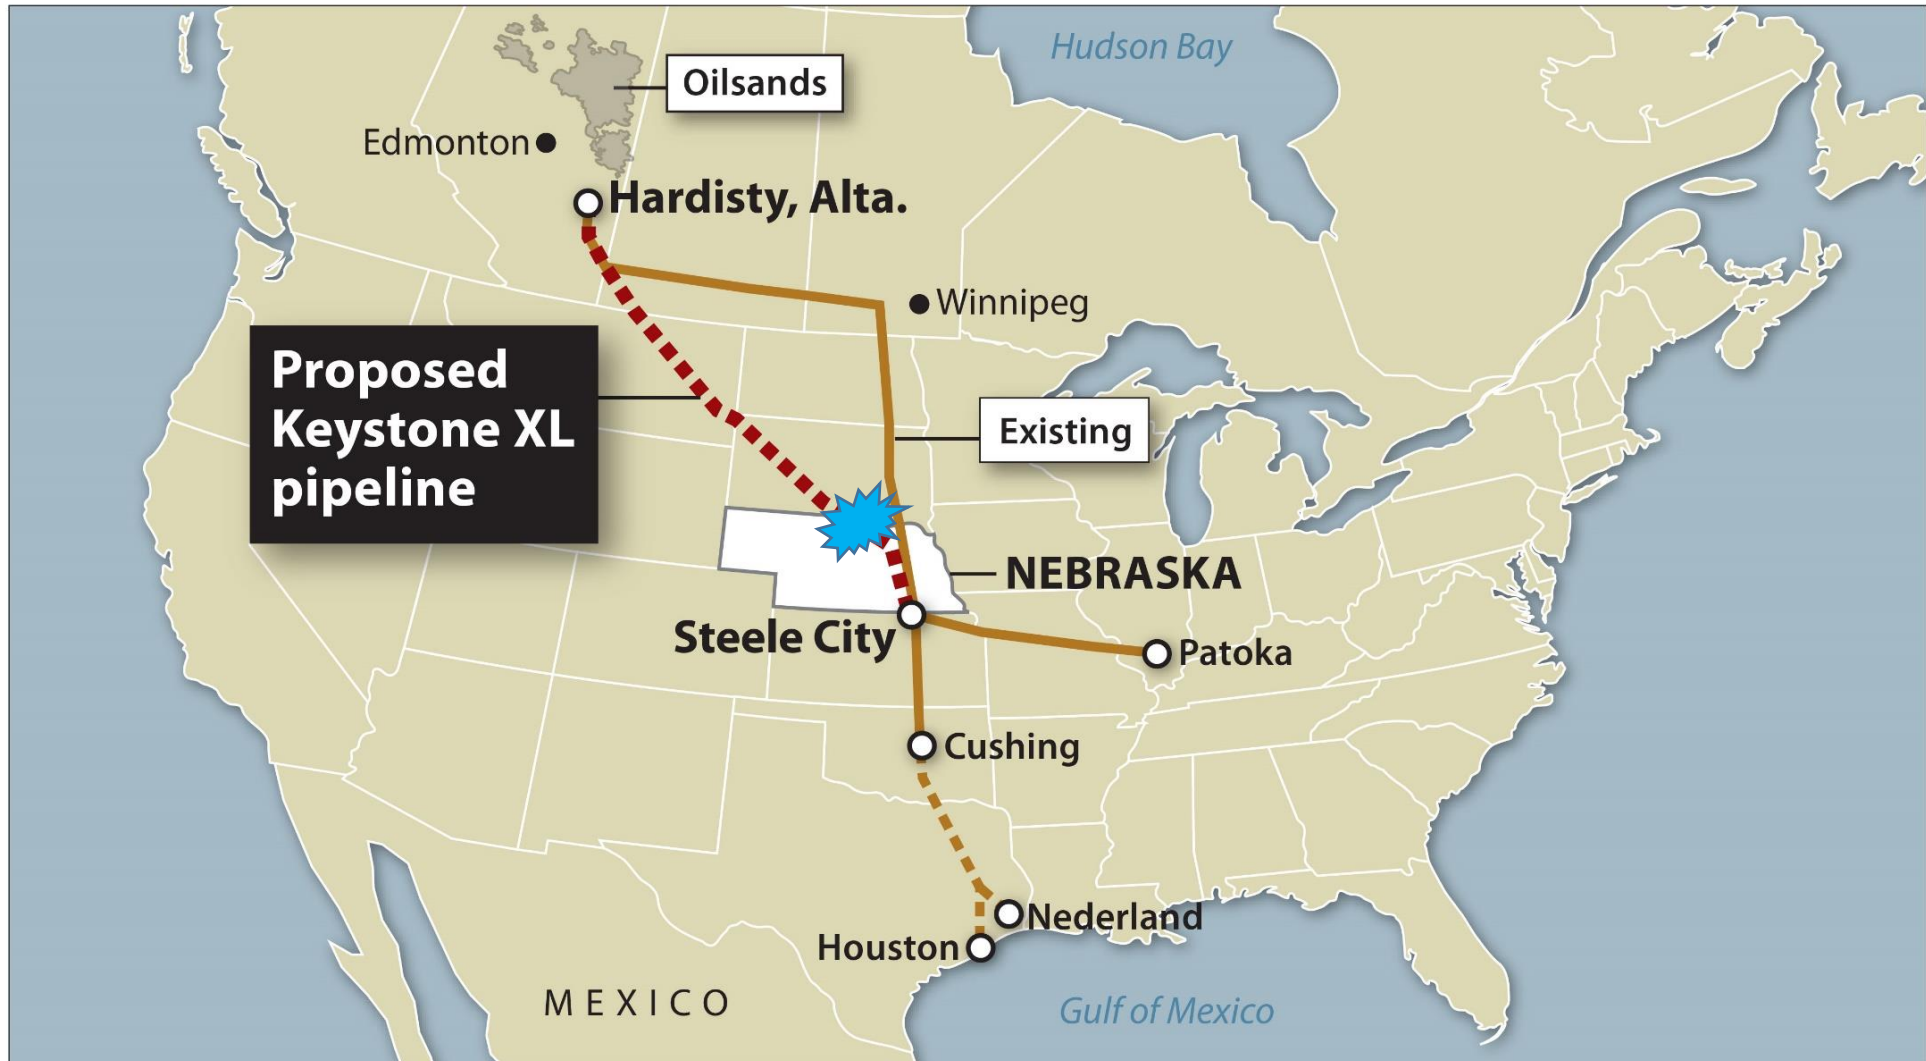 Hudson Bay
Oilsands
Edmonton
Hardisty, Alta.
Winnipeg
Proposed
Keystone XL
pipeline
Existing
NEBRASKA
Steele City
Patoka
Cushing
Nederland
Houston
MEXICO
Gulf of Mexico